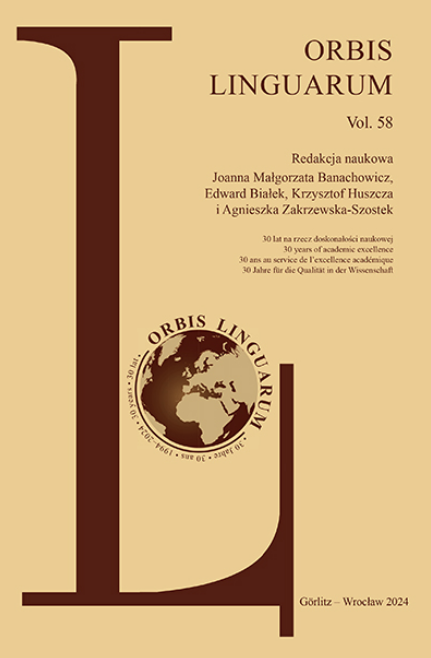 ORBIS
LINGUARUM
Vol. 58
Redakcja naukowa
Joanna Małgorzata Banachowicz,
Edward Białek, Krzysztof Huszcza
i Agnieszka Zakrzewska-Szostek
30 lat na rzecz doskonałości naukowej
30 years of academic excellence
30 ans au service de l'excellence académique
30 Jahre für die Qualität in der Wissenschaft
ORBIS LINGUARUM
• 30 Jahre • 30 ans • 1994–2024 • 30 years • 30 lat •
Görlitz – Wrocław 2024